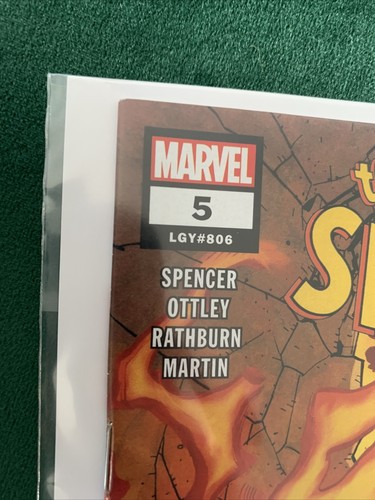 MARVEL
5
LGY#806
SPENCER
OTTLEY
RATHBURN
MARTIN